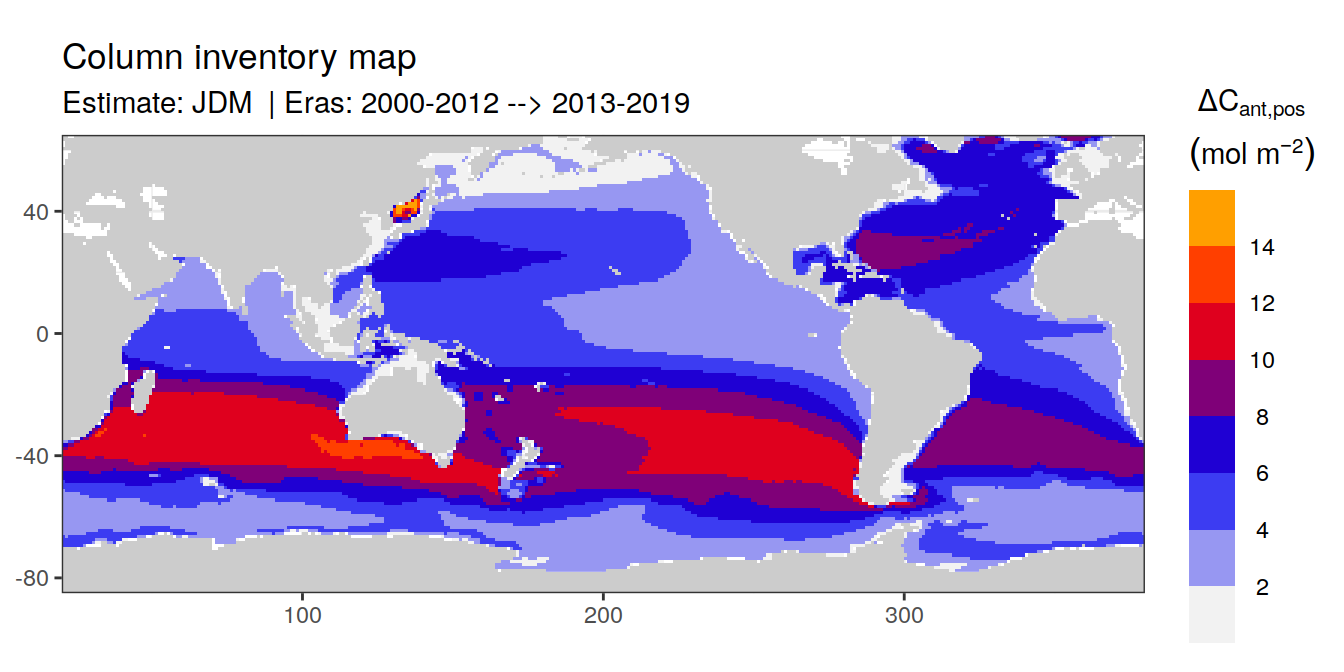 Column inventory map
Estimate: JDM | Eras: 2000-2012 --> 2013-2019
ΔCant,pos
(mol m−2)
14
12
10
8
6
4
2
40
0
-40
-80
100 200 300